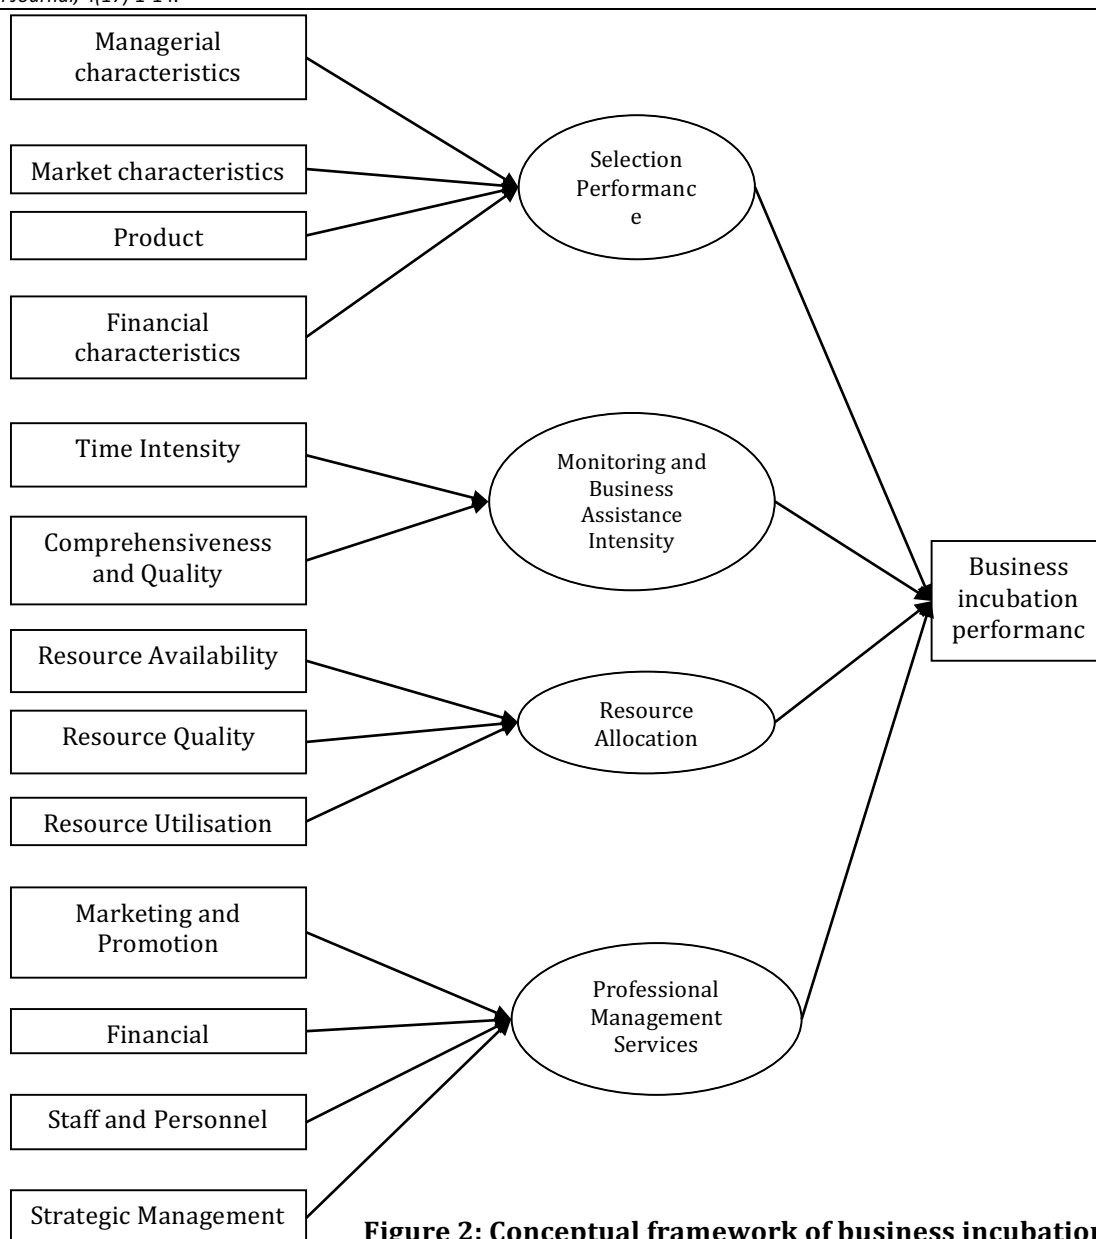 Managerial
characteristics
Market characteristics
Product
Financial
characteristics
Selection
Performanc
e
Time Intensity
Comprehensiveness
and Quality
Monitoring and
Business
Assistance
Intensity
Resource Availability
Resource Quality
Resource Utilisation
Resource
Allocation
Marketing and
Promotion
Financial
Staff and Personnel
Strategic Management
Professional
Management
Services
Business
incubation
performanc
Figure 2: Conceptual framework of business incubation